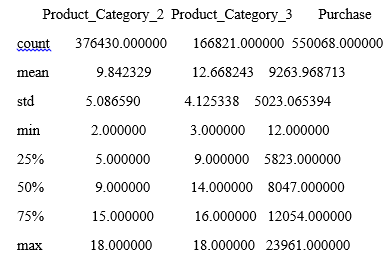 Product_Category_2 Product_Category_3 Purchase
count 376430.000000 166821.000000 550068.000000
mean 9.842329 12.668243 9263.968713
std 5.086590 4.125338 5023.065394
min 2.000000 3.000000 12.000000
25% 5.000000 9.000000 5823.000000
50% 9.000000 14.000000 8047.000000
75% 15.000000 16.000000 12054.000000
max 18.000000 18.000000 23961.000000